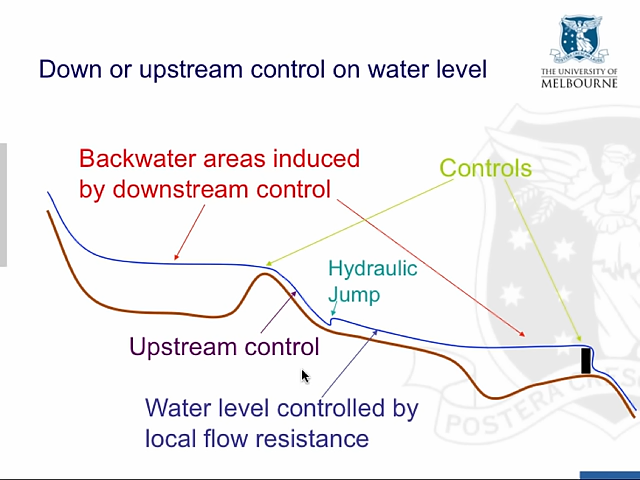 Down or upstream control on water level
THE UNIVERSITY OF
MELBOURNE
Backwater areas induced
by downstream control
Controls
Hydraulic
Jump
Upstream control
Water level controlled by
local flow resistance